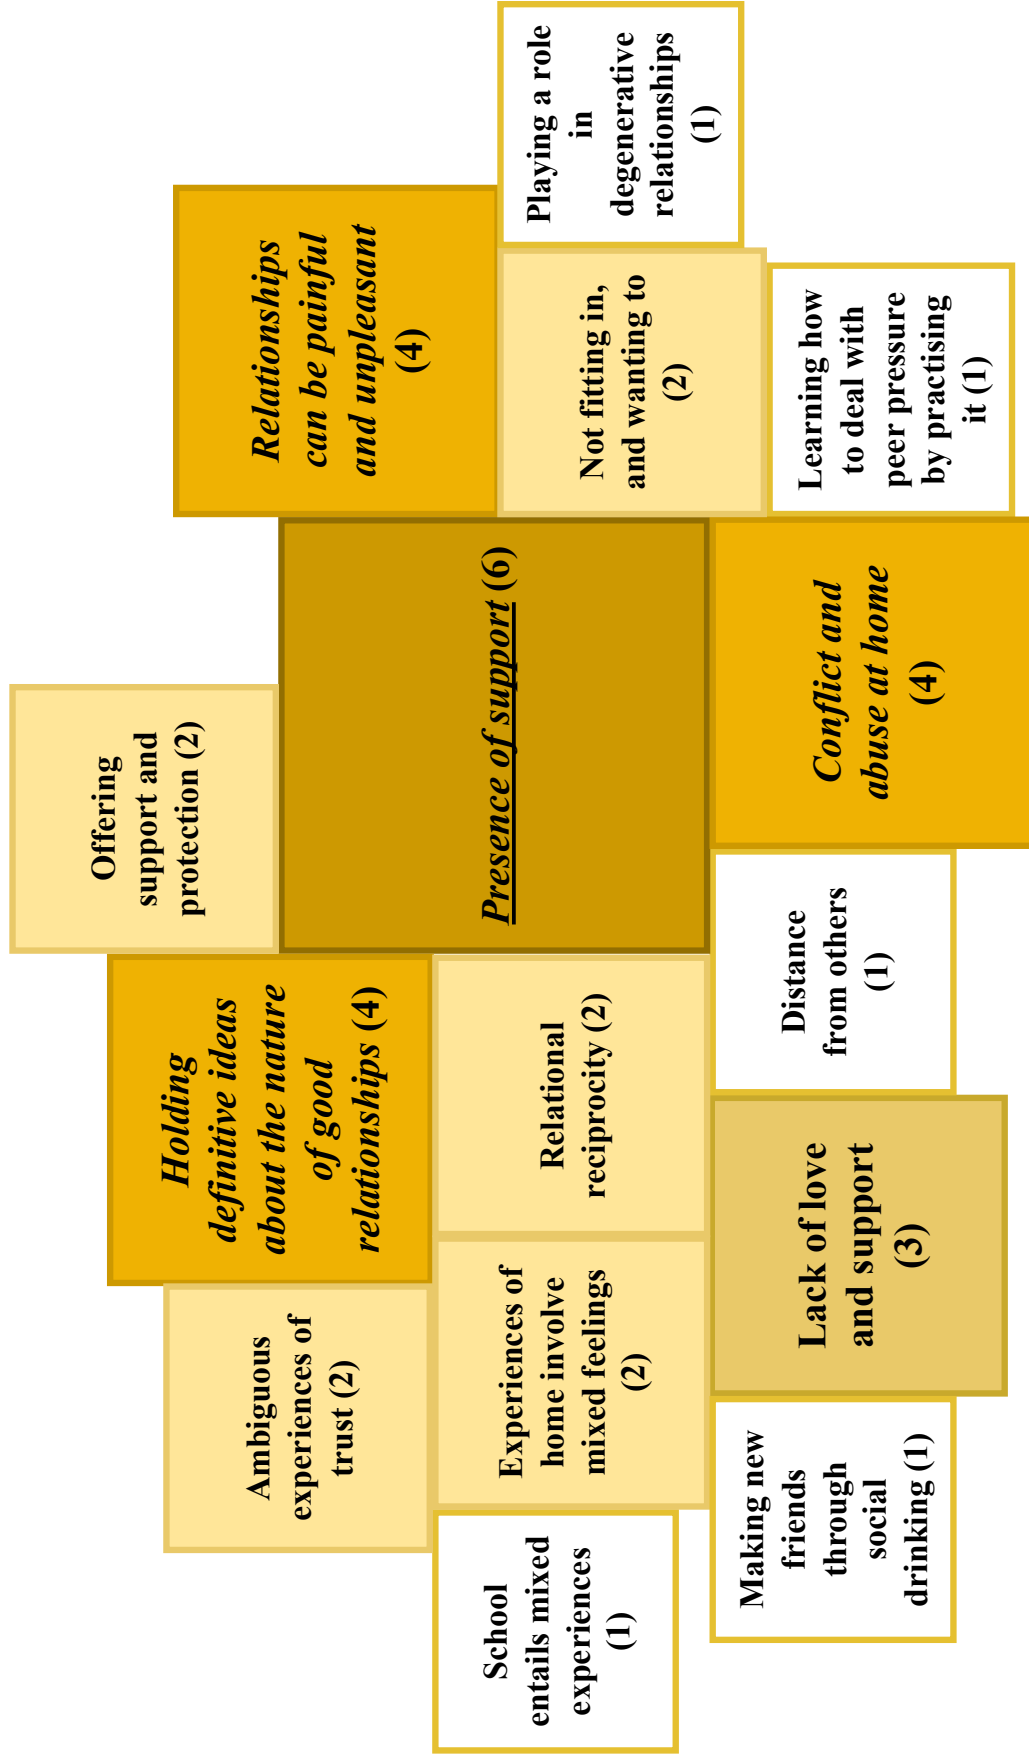 Offering
support and
protection (2)
Holding
definitive ideas
about the nature
of good
relationships (4)
Ambiguous
experiences of
trust (2)
Relationships
can be painful
and unpleasant
(4)
Presence of support (6)
School
entails mixed
experiences
(1)
Experiences of
home involve
mixed feelings
(2)
Relational
reciprocity (2)
Not fitting in,
and wanting to
(2)
Playing a role
in
degenerative
relationships
(1)
Making new
friends
through
social
drinking (1)
Lack of love
and support
(3)
Distance
from others
(1)
Conflict and
abuse at home
(4)
Learning how
to deal with
peer pressure
by practising
it (1)